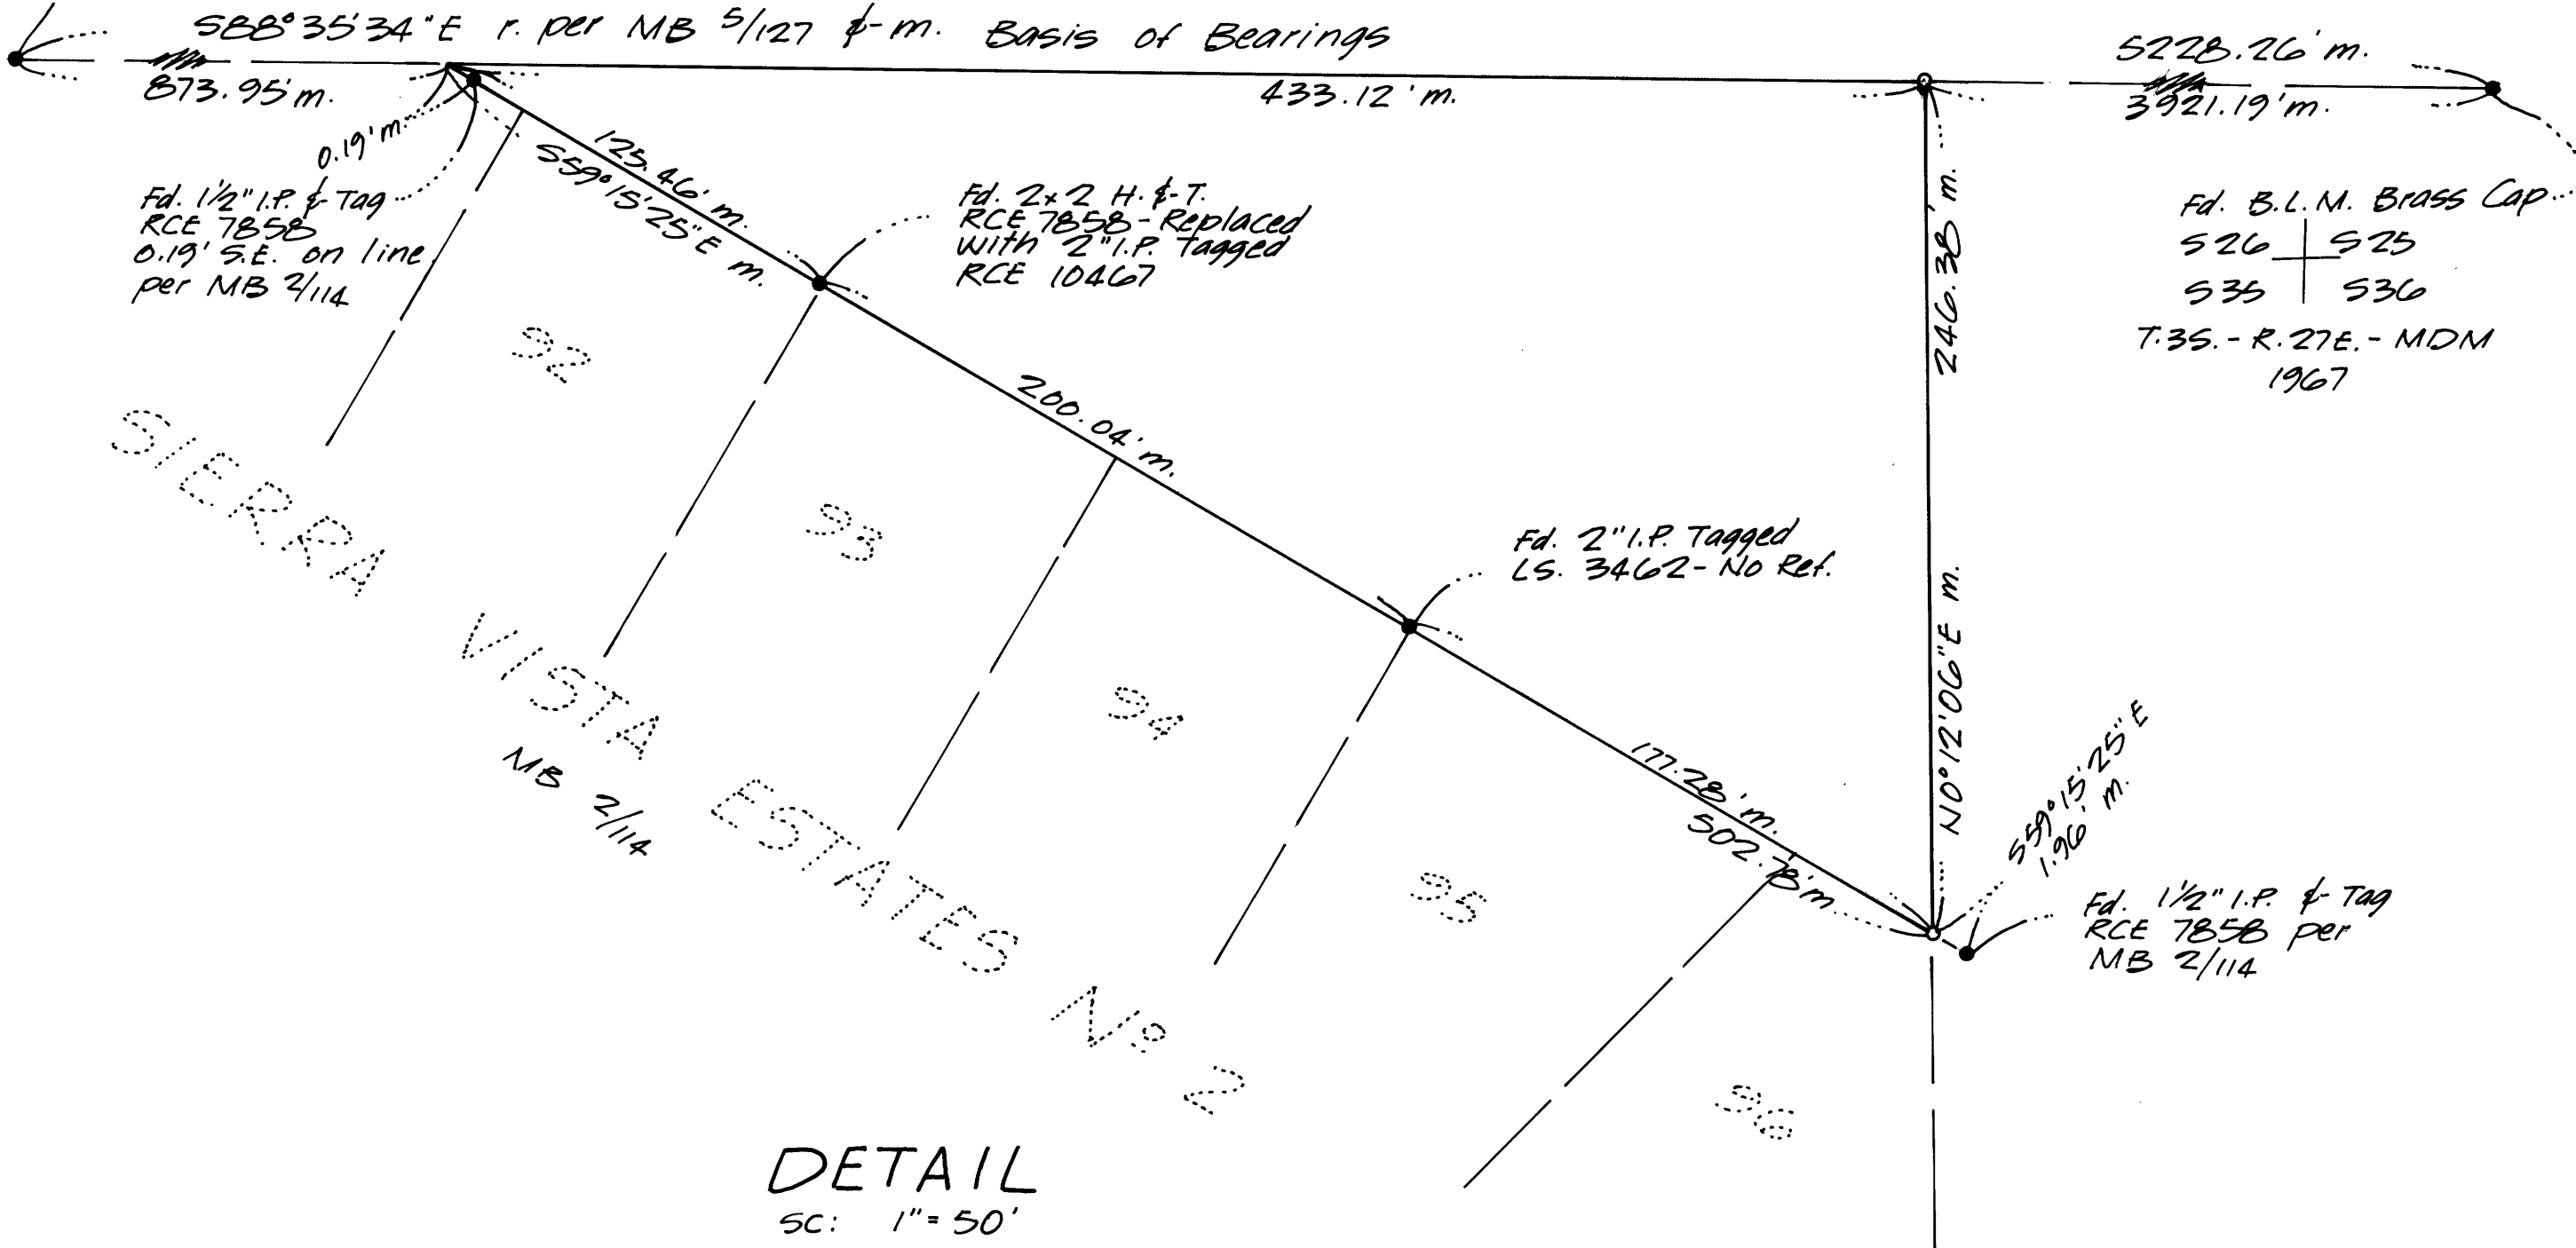 S88°35'34"E r. per MB 5/127 & m. Basis of Bearings
5228.26' m.
873.95' m.
433.12' m.
3921.19' m.
0.19' m.
125.46' m.
S59°15'25"E m.
Fd. 1½" I.P. & Tag
RCE 7858
0.19' S.E. on line
per MB 2/114
Fd. 2x2 H. & T.
RCE 7858 - Replaced
with 2" I.P. Tagged
RCE 10467
246.38' m.
N0°12'06"E m.
Fd. B.L.M. Brass Cap
S26 S25
S35 S36
T.3S. - R.27E. - MDM
1967
92
200.04' m.
93
Fd. 2" I.P. Tagged
LS. 3462 - No Ref.
94
177.28' m.
502.78' m
S59°15'25"E
1.96' m.
95
Fd. 1½" I.P. & Tag
RCE 7858 per
MB 2/114
96
SIERRA VISTA ESTATES Nº 2
MB 2/114
DETAIL
SC: 1" = 50'